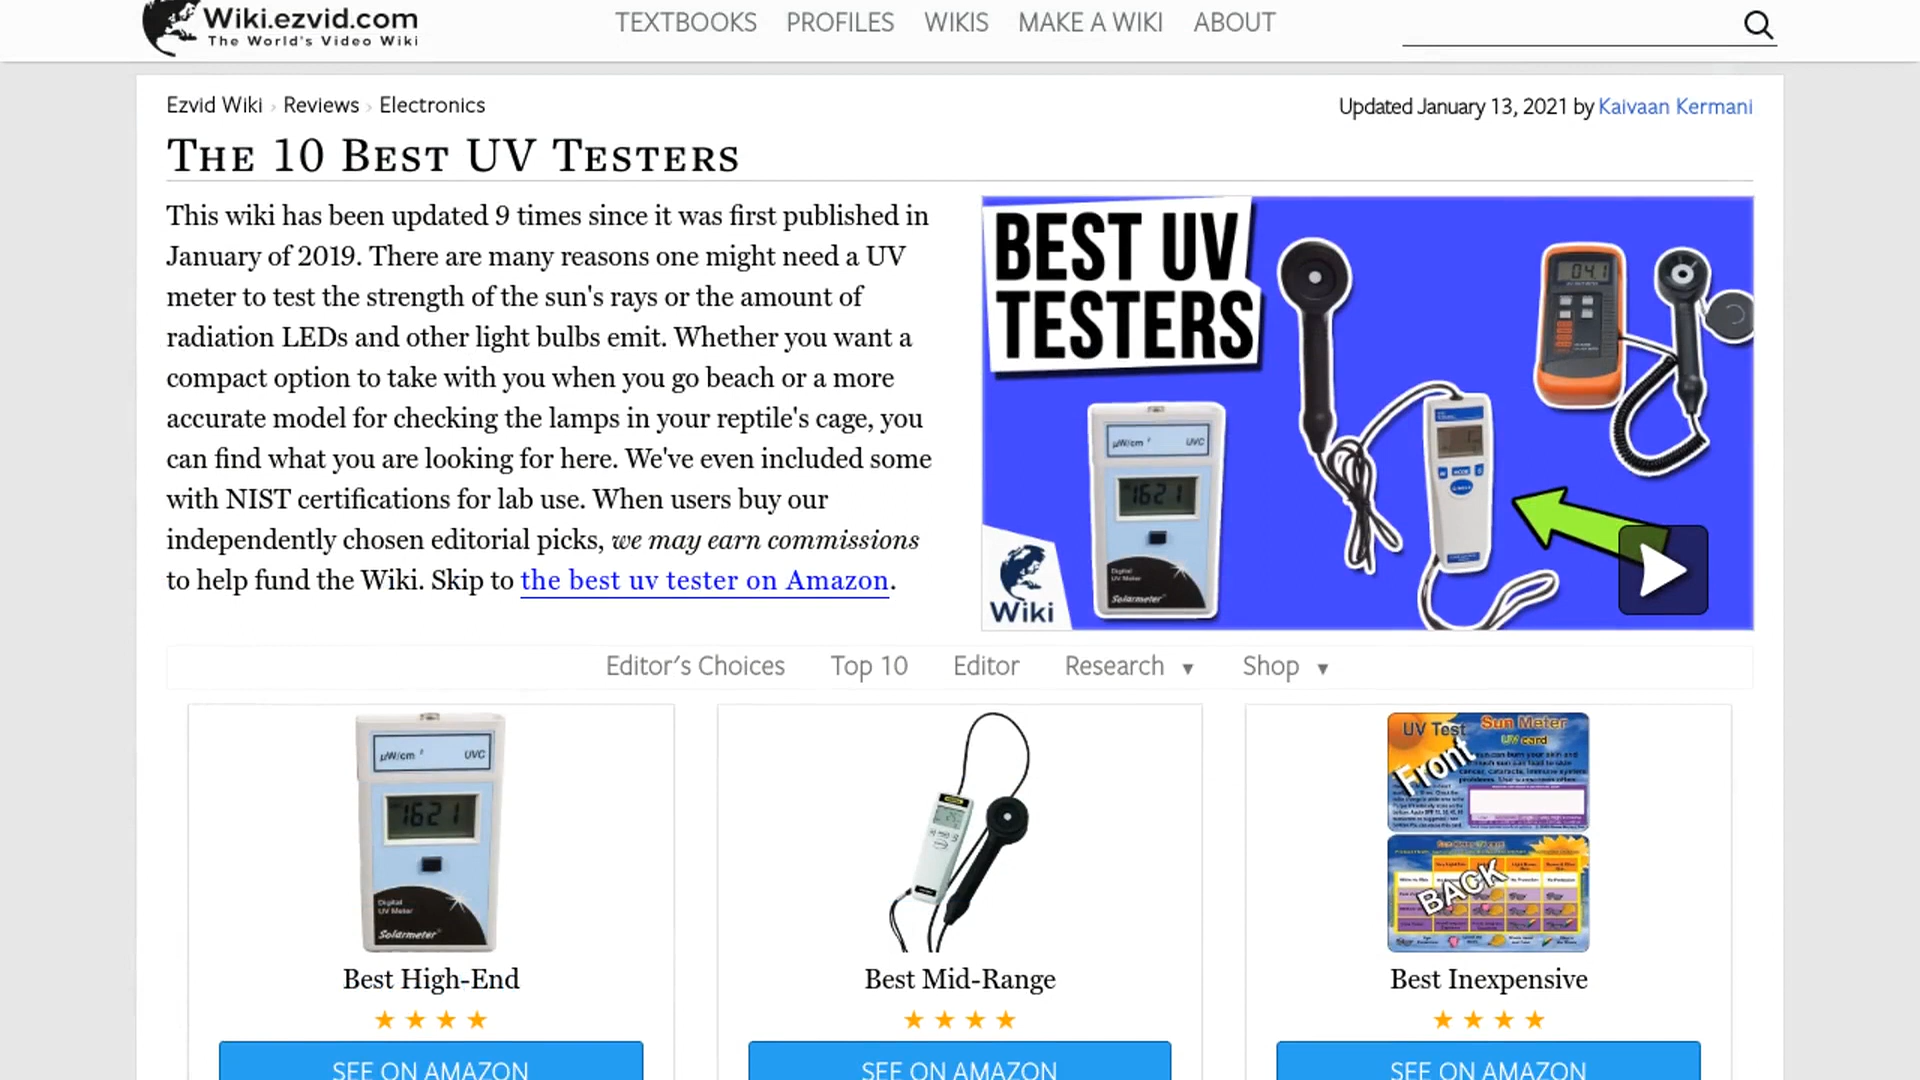 Wiki.ezvid.com
The World's Video Wiki
TEXTBOOKS PROFILES WIKIS MAKE A WIKI ABOUT
Ezvid Wiki › Reviews › Electronics
Updated January 13, 2021 by Kaivaan Kermani
The 10 Best UV Testers
This wiki has been updated 9 times since it was first published in
January of 2019. There are many reasons one might need a UV
meter to test the strength of the sun's rays or the amount of
radiation LEDs and other light bulbs emit. Whether you want a
compact option to take with you when you go beach or a more
accurate model for checking the lamps in your reptile's cage, you
can find what you are looking for here. We've even included some
with NIST certifications for lab use. When users buy our
independently chosen editorial picks, we may earn commissions
to help fund the Wiki. Skip to the best uv tester on Amazon.
BEST UV
TESTERS
041
µW/cm² UVC
1621
Digital
UV Meter
Solarmeter
Wiki
Editor's Choices Top 10 Editor Research ▼ Shop ▼
µW/cm² UVC
1621
Digital
UV Meter
Solarmeter
UV Test Sun Meter
UV card
Front
BACK
Best High-End
Best Mid-Range
Best Inexpensive
SEE ON AMAZON
SEE ON AMAZON
SEE ON AMAZON